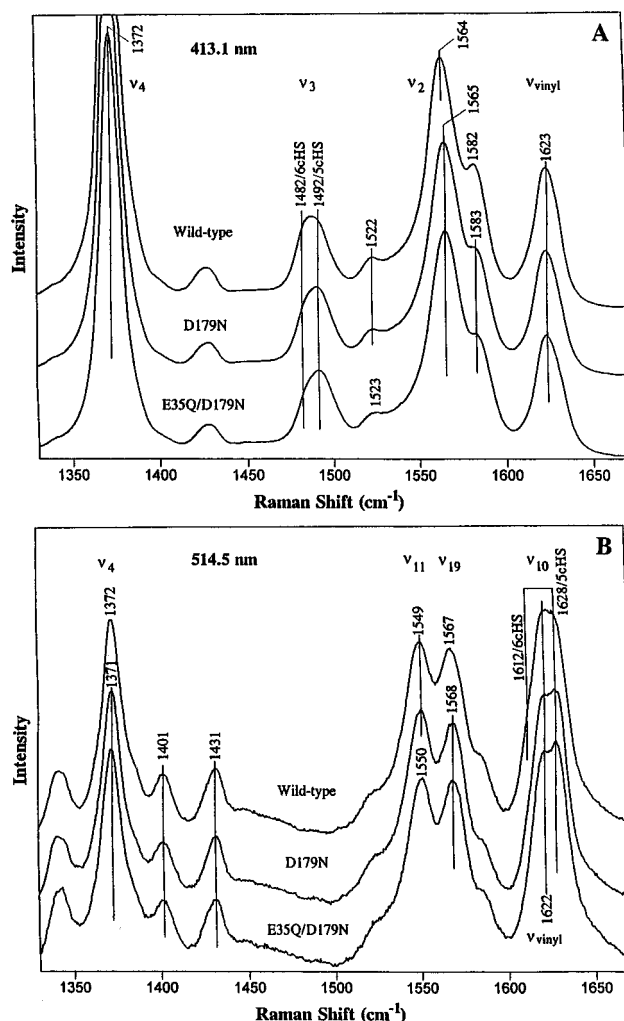 A
413.1 nm
1372
ν4
ν3
ν2
νvinyl
1564
1565
1482/6cHS
1492/5cHS
1522
1582
1583
1623
Wild-type
D179N
E35Q/D179N
1523
Intensity
1350
1400
1450
1500
1550
1600
1650
Raman Shift (cm-1)
B
514.5 nm
ν4
ν11
ν19
ν10
1372
1371
1401
1431
1549
1567
1612/6cHS
1628/5cHS
1568
1550
Wild-type
D179N
E35Q/D179N
1622
νvinyl
Intensity
1350
1400
1450
1500
1550
1600
1650
Raman Shift (cm-1)